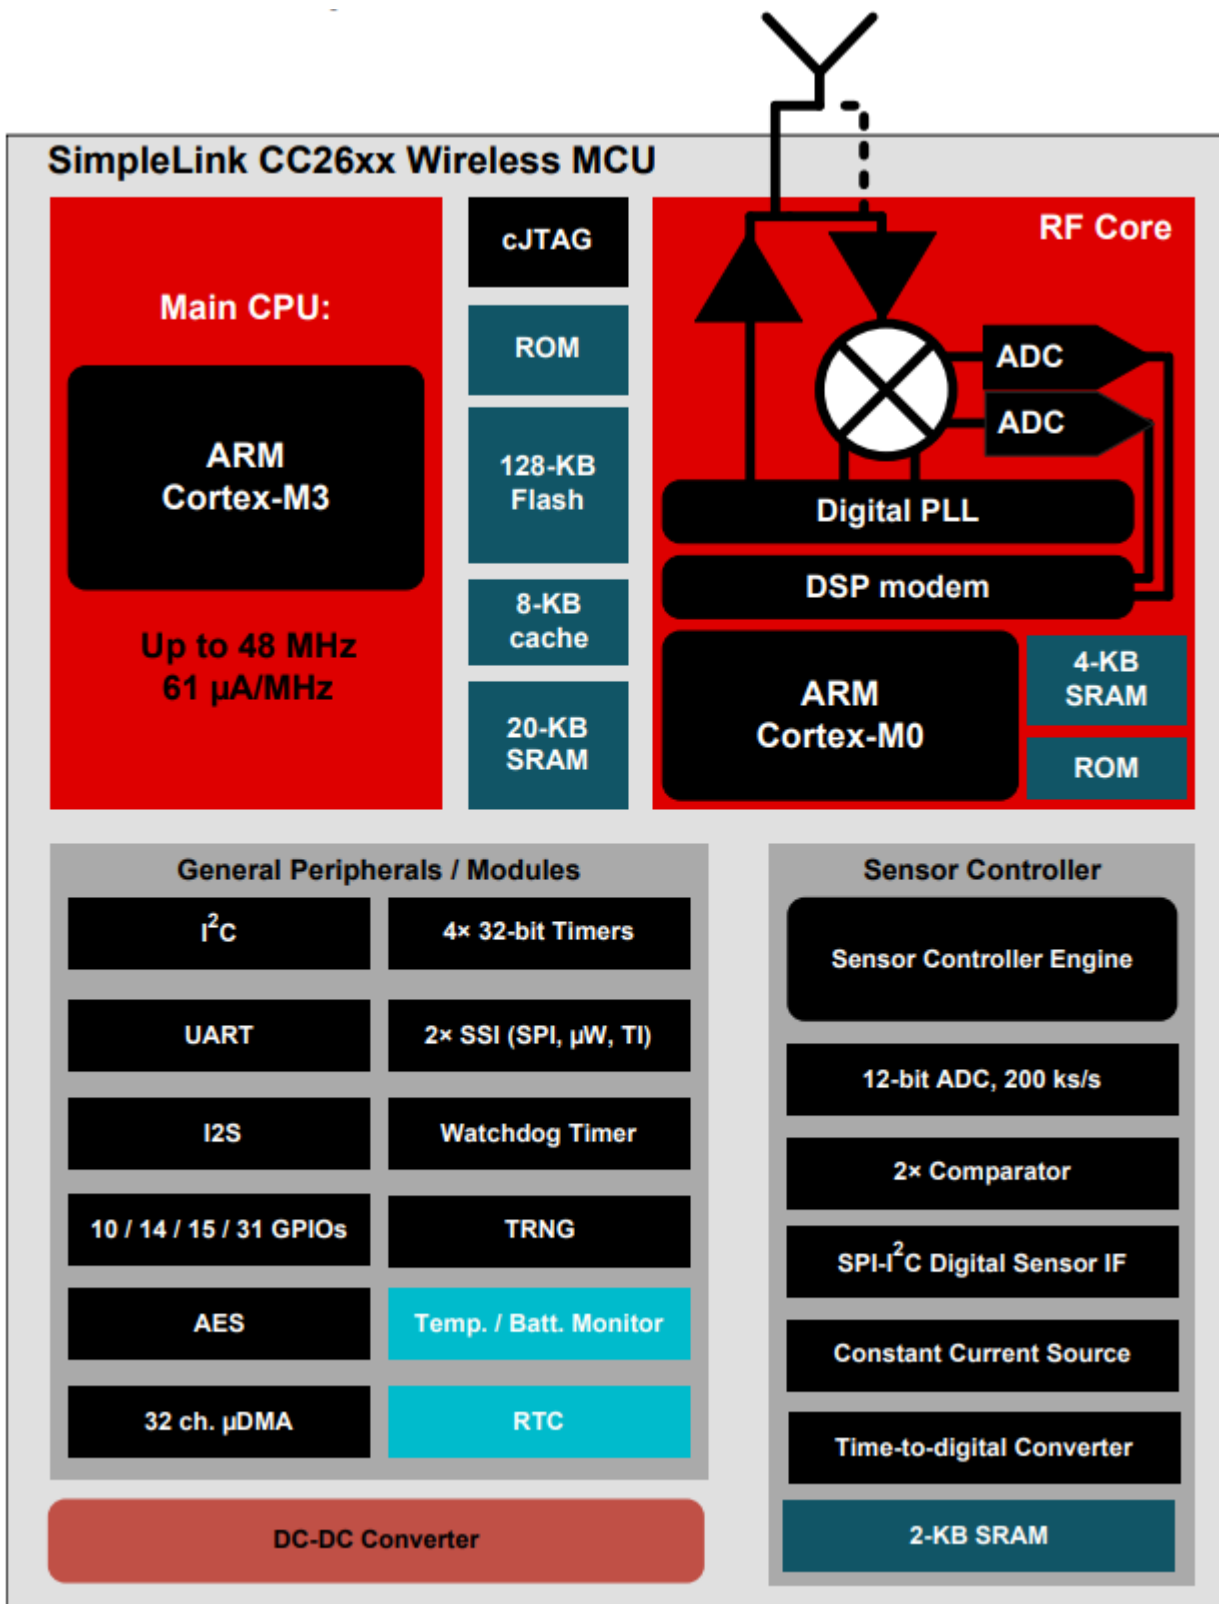 SimpleLink CC26xx Wireless MCU
Main CPU:
ARM
Cortex-M3
Up to 48 MHz
61 µA/MHz
cJTAG
ROM
128-KB
Flash
8-KB
cache
20-KB
SRAM
RF Core
ADC
ADC
Digital PLL
DSP modem
ARM
Cortex-M0
4-KB
SRAM
ROM
General Peripherals / Modules
I²C
4× 32-bit Timers
UART
2× SSI (SPI, µW, TI)
I2S
Watchdog Timer
10 / 14 / 15 / 31 GPIOs
TRNG
AES
Temp. / Batt. Monitor
32 ch. µDMA
RTC
DC-DC Converter
Sensor Controller
Sensor Controller Engine
12-bit ADC, 200 ks/s
2× Comparator
SPI-I²C Digital Sensor IF
Constant Current Source
Time-to-digital Converter
2-KB SRAM